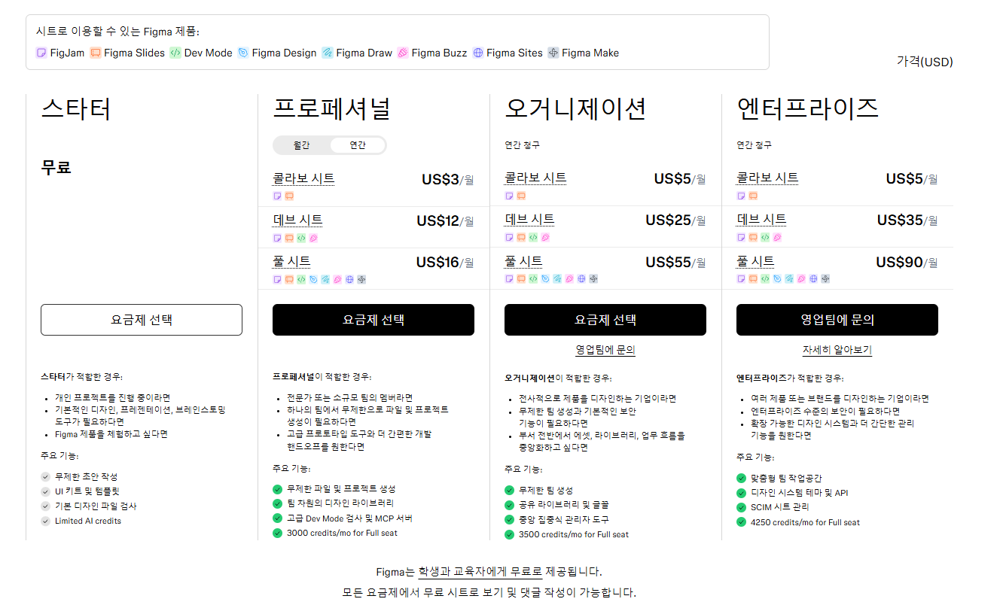 시트로 이용할 수 있는 Figma 제품:
FigJam Figma Slides Dev Mode Figma Design Figma Draw Figma Buzz Figma Sites Figma Make
가격(USD)
스타터
무료
요금제 선택
스타터가 적합한 경우:
개인 프로젝트를 진행 중이라면
기본적인 디자인, 프레젠테이션, 브레인스토밍
도구가 필요하다면
Figma 제품을 체험하고 싶다면
주요 기능:
무제한 초안 작성
UI 키트 및 템플릿
기본 디자인 파일 검사
Limited AI credits
프로페셔널
월간 연간
콜라보 시트 US$3/월
데브 시트 US$12/월
풀 시트 US$16/월
요금제 선택
프로페셔널이 적합한 경우:
전문가 또는 소규모 팀의 멤버라면
하나의 팀에서 무제한으로 파일 및 프로젝트
생성이 필요하다면
고급 프로토타입 도구와 더 간편한 개발
핸드오프를 원한다면
주요 기능:
무제한 파일 및 프로젝트 생성
팀 차원의 디자인 라이브러리
고급 Dev Mode 검사 및 MCP 서버
3000 credits/mo for Full seat
오거니제이션
연간 청구
콜라보 시트 US$5/월
데브 시트 US$25/월
풀 시트 US$55/월
요금제 선택
영업팀에 문의
오거니제이션이 적합한 경우:
전사적으로 제품을 디자인하는 기업이라면
무제한 팀 생성과 기본적인 보안
기능이 필요하다면
부서 전반에서 에셋, 라이브러리, 업무 흐름을
중앙화하고 싶다면
주요 기능:
무제한 팀 생성
공유 라이브러리 및 글꼴
중앙 집중식 관리자 도구
3500 credits/mo for Full seat
엔터프라이즈
연간 청구
콜라보 시트 US$5/월
데브 시트 US$35/월
풀 시트 US$90/월
영업팀에 문의
자세히 알아보기
엔터프라이즈가 적합한 경우:
여러 제품 또는 브랜드를 디자인하는 기업이라면
엔터프라이즈 수준의 보안이 필요하다면
확장 가능한 디자인 시스템과 더 간단한 관리
기능을 원한다면
주요 기능:
맞춤형 팀 작업공간
디자인 시스템 테마 및 API
SCIM 시트 관리
4250 credits/mo for Full seat
Figma는 학생과 교육자에게 무료로 제공됩니다.
모든 요금제에서 무료 시트로 보기 및 댓글 작성이 가능합니다.